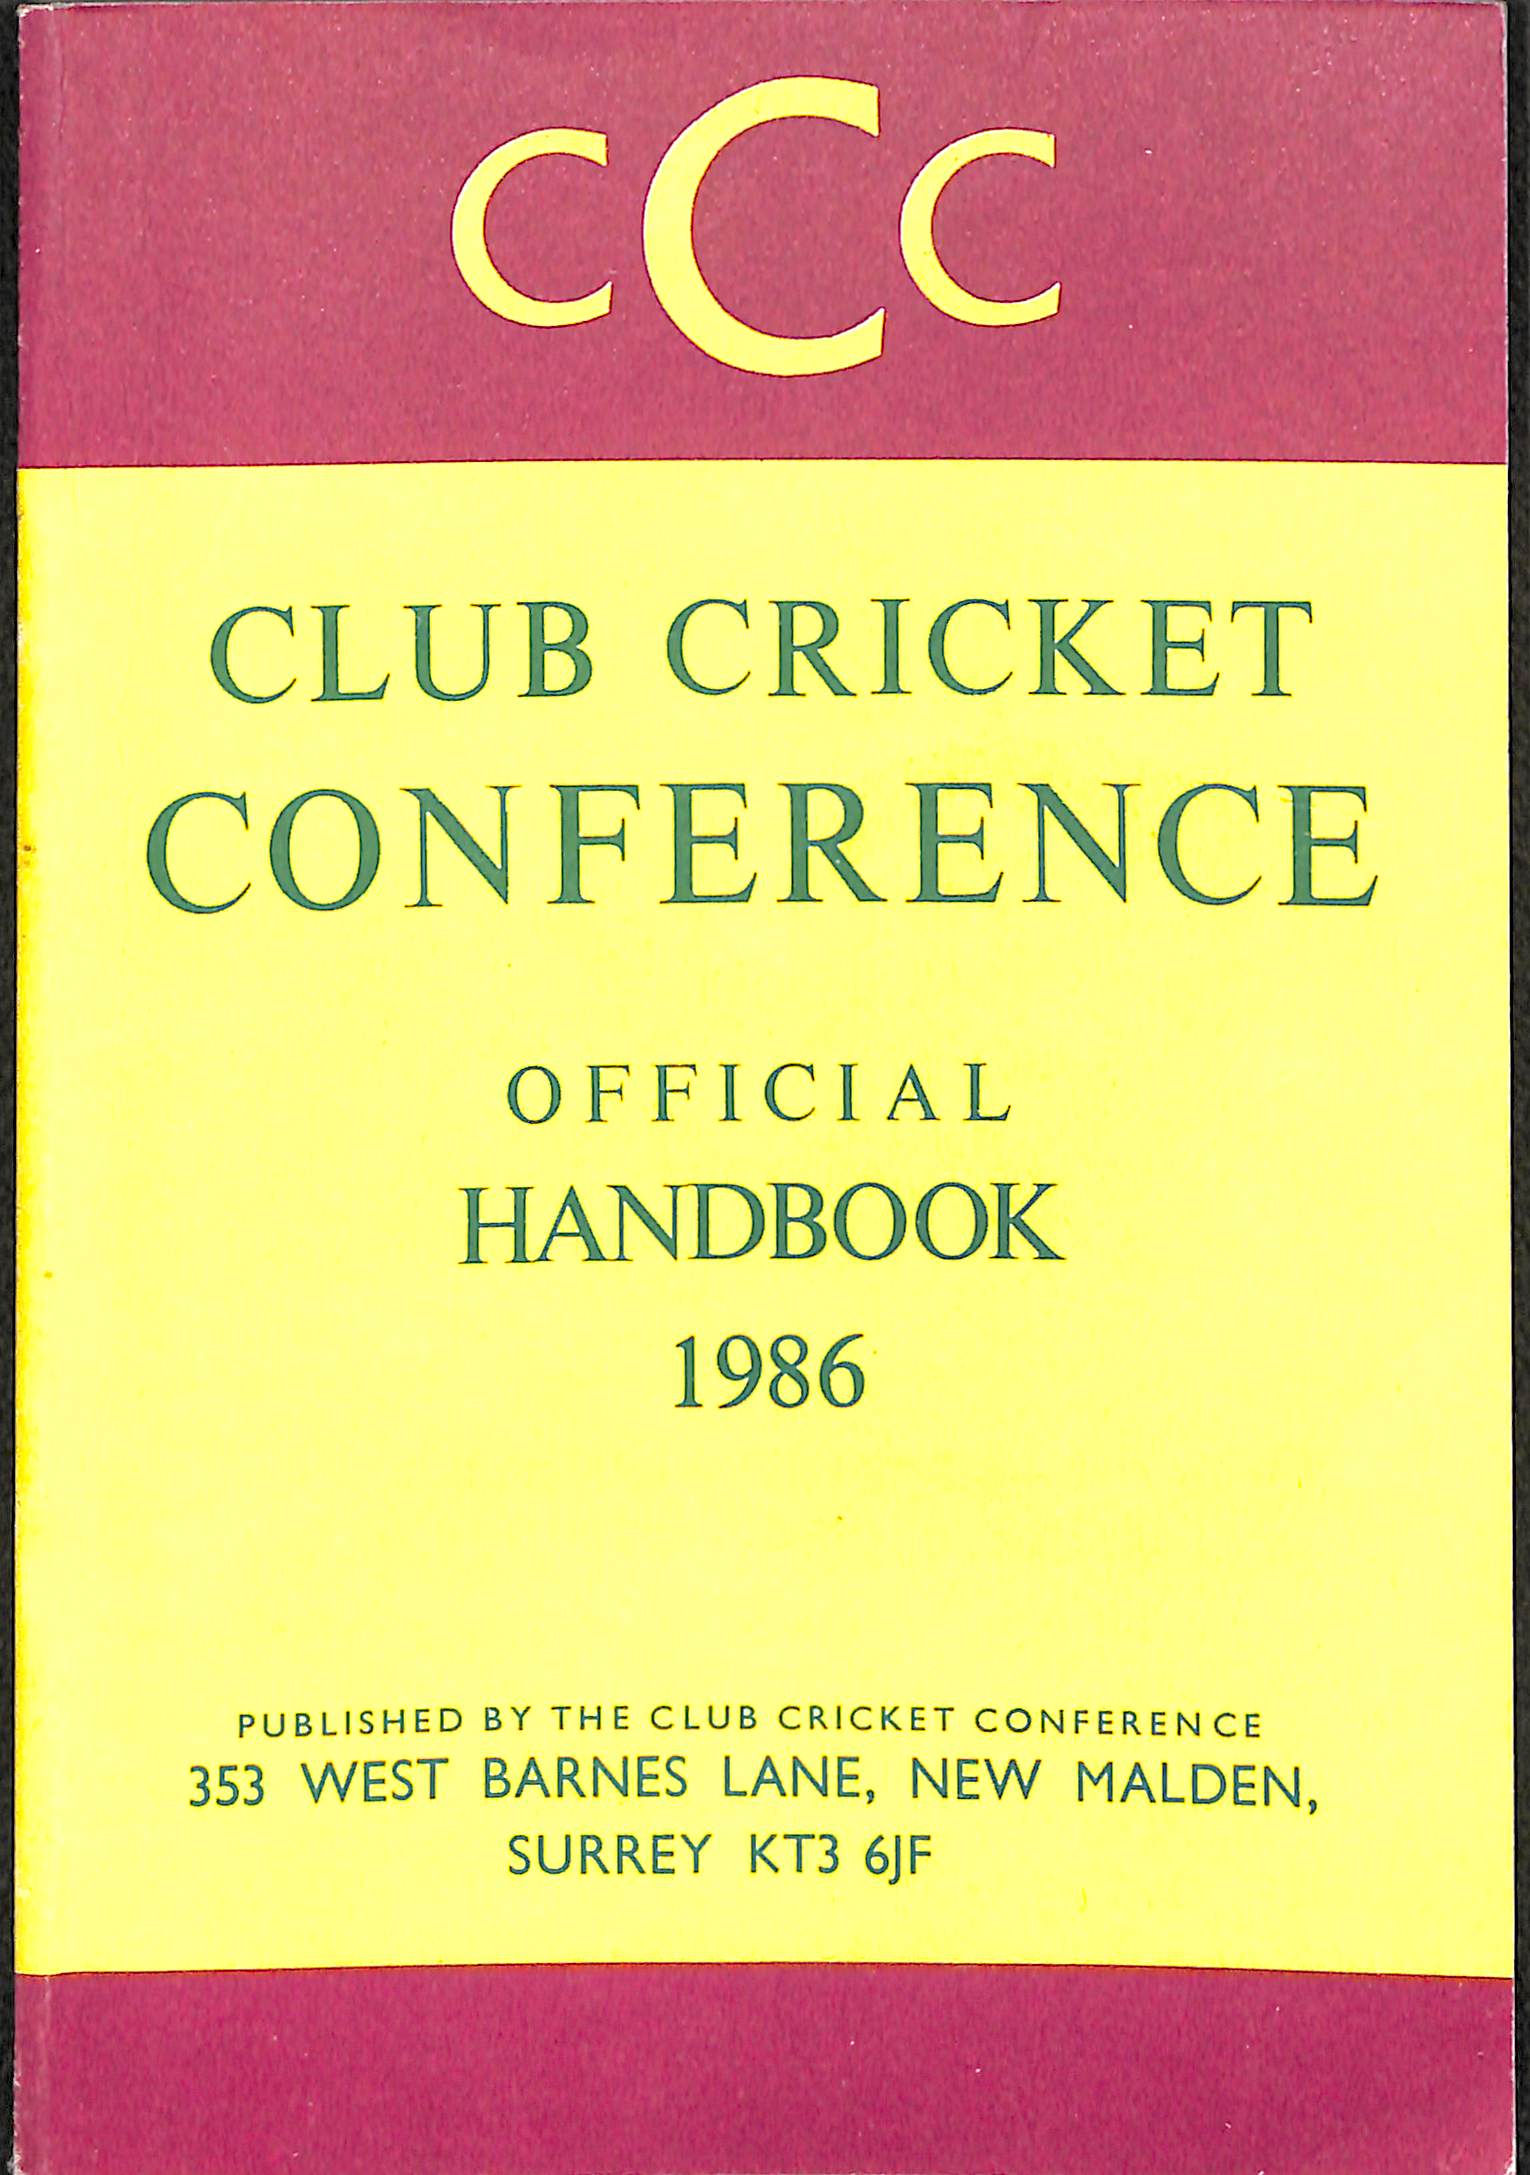 CCC
CLUB CRICKET
CONFERENCE
OFFICIAL
HANDBOOK
1986
PUBLISHED BY THE CLUB CRICKET CONFERENCE
353 WEST BARNES LANE, NEW MALDEN,
SURREY KT3 6JF